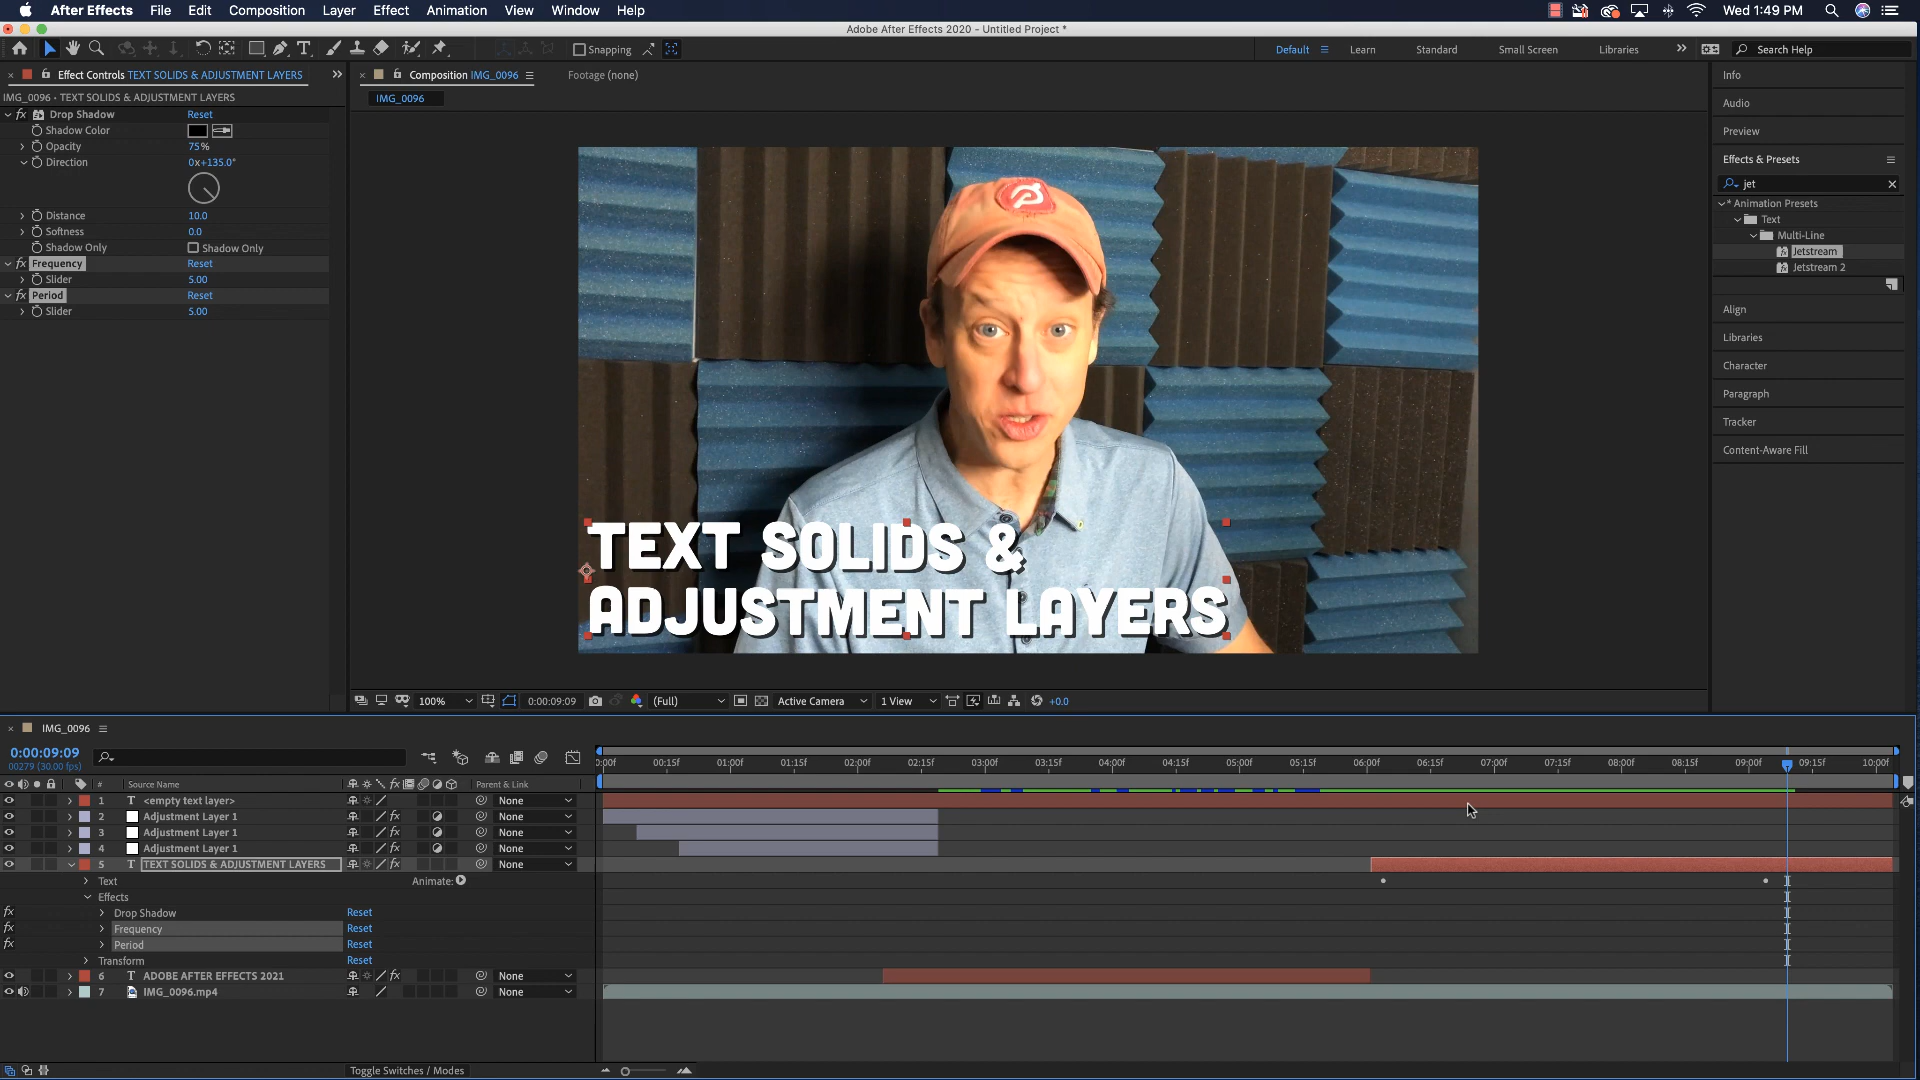 After Effects File Edit Composition Layer Effect Animation View Window Help Wed 1:49 PM
Adobe After Effects 2020 - Untitled Project *
Snapping Default Learn Standard Small Screen Libraries Search Help
Effect Controls TEXT SOLIDS & ADJUSTMENT LAYERS
IMG_0096 • TEXT SOLIDS & ADJUSTMENT LAYERS
fx Drop Shadow Reset
Shadow Color
Opacity 75%
Direction 0x+135.0°
Distance 10.0
Softness 0.0
Shadow Only Shadow Only
fx Frequency Reset
Slider 5.00
fx Period Reset
Slider 5.00
Composition IMG_0096 Footage (none)
IMG_0096
TEXT SOLIDS &
ADJUSTMENT LAYERS
100% 0:00:09:09 (Full) Active Camera 1 View +0.0
Info
Audio
Preview
Effects & Presets
jet
* Animation Presets
Text
Multi-Line
Jetstream
Jetstream 2
Align
Libraries
Character
Paragraph
Tracker
Content-Aware Fill
IMG_0096
0:00:09:09
00279 (30.00 fps)
0:00f 00:15f 01:00f 01:15f 02:00f 02:15f 03:00f 03:15f 04:00f 04:15f 05:00f 05:15f 06:00f 06:15f 07:00f 07:15f 08:00f 08:15f 09:00f 09:15f 10:00f
# Source Name fx Parent & Link
1 T <empty text layer> None
2 Adjustment Layer 1 fx None
3 Adjustment Layer 1 fx None
4 Adjustment Layer 1 fx None
5 T TEXT SOLIDS & ADJUSTMENT LAYERS fx None
Text Animate:
Effects
fx Drop Shadow Reset
fx Frequency Reset
fx Period Reset
Transform Reset
6 T ADOBE AFTER EFFECTS 2021 fx None
7 IMG_0096.mp4 None
Toggle Switches / Modes